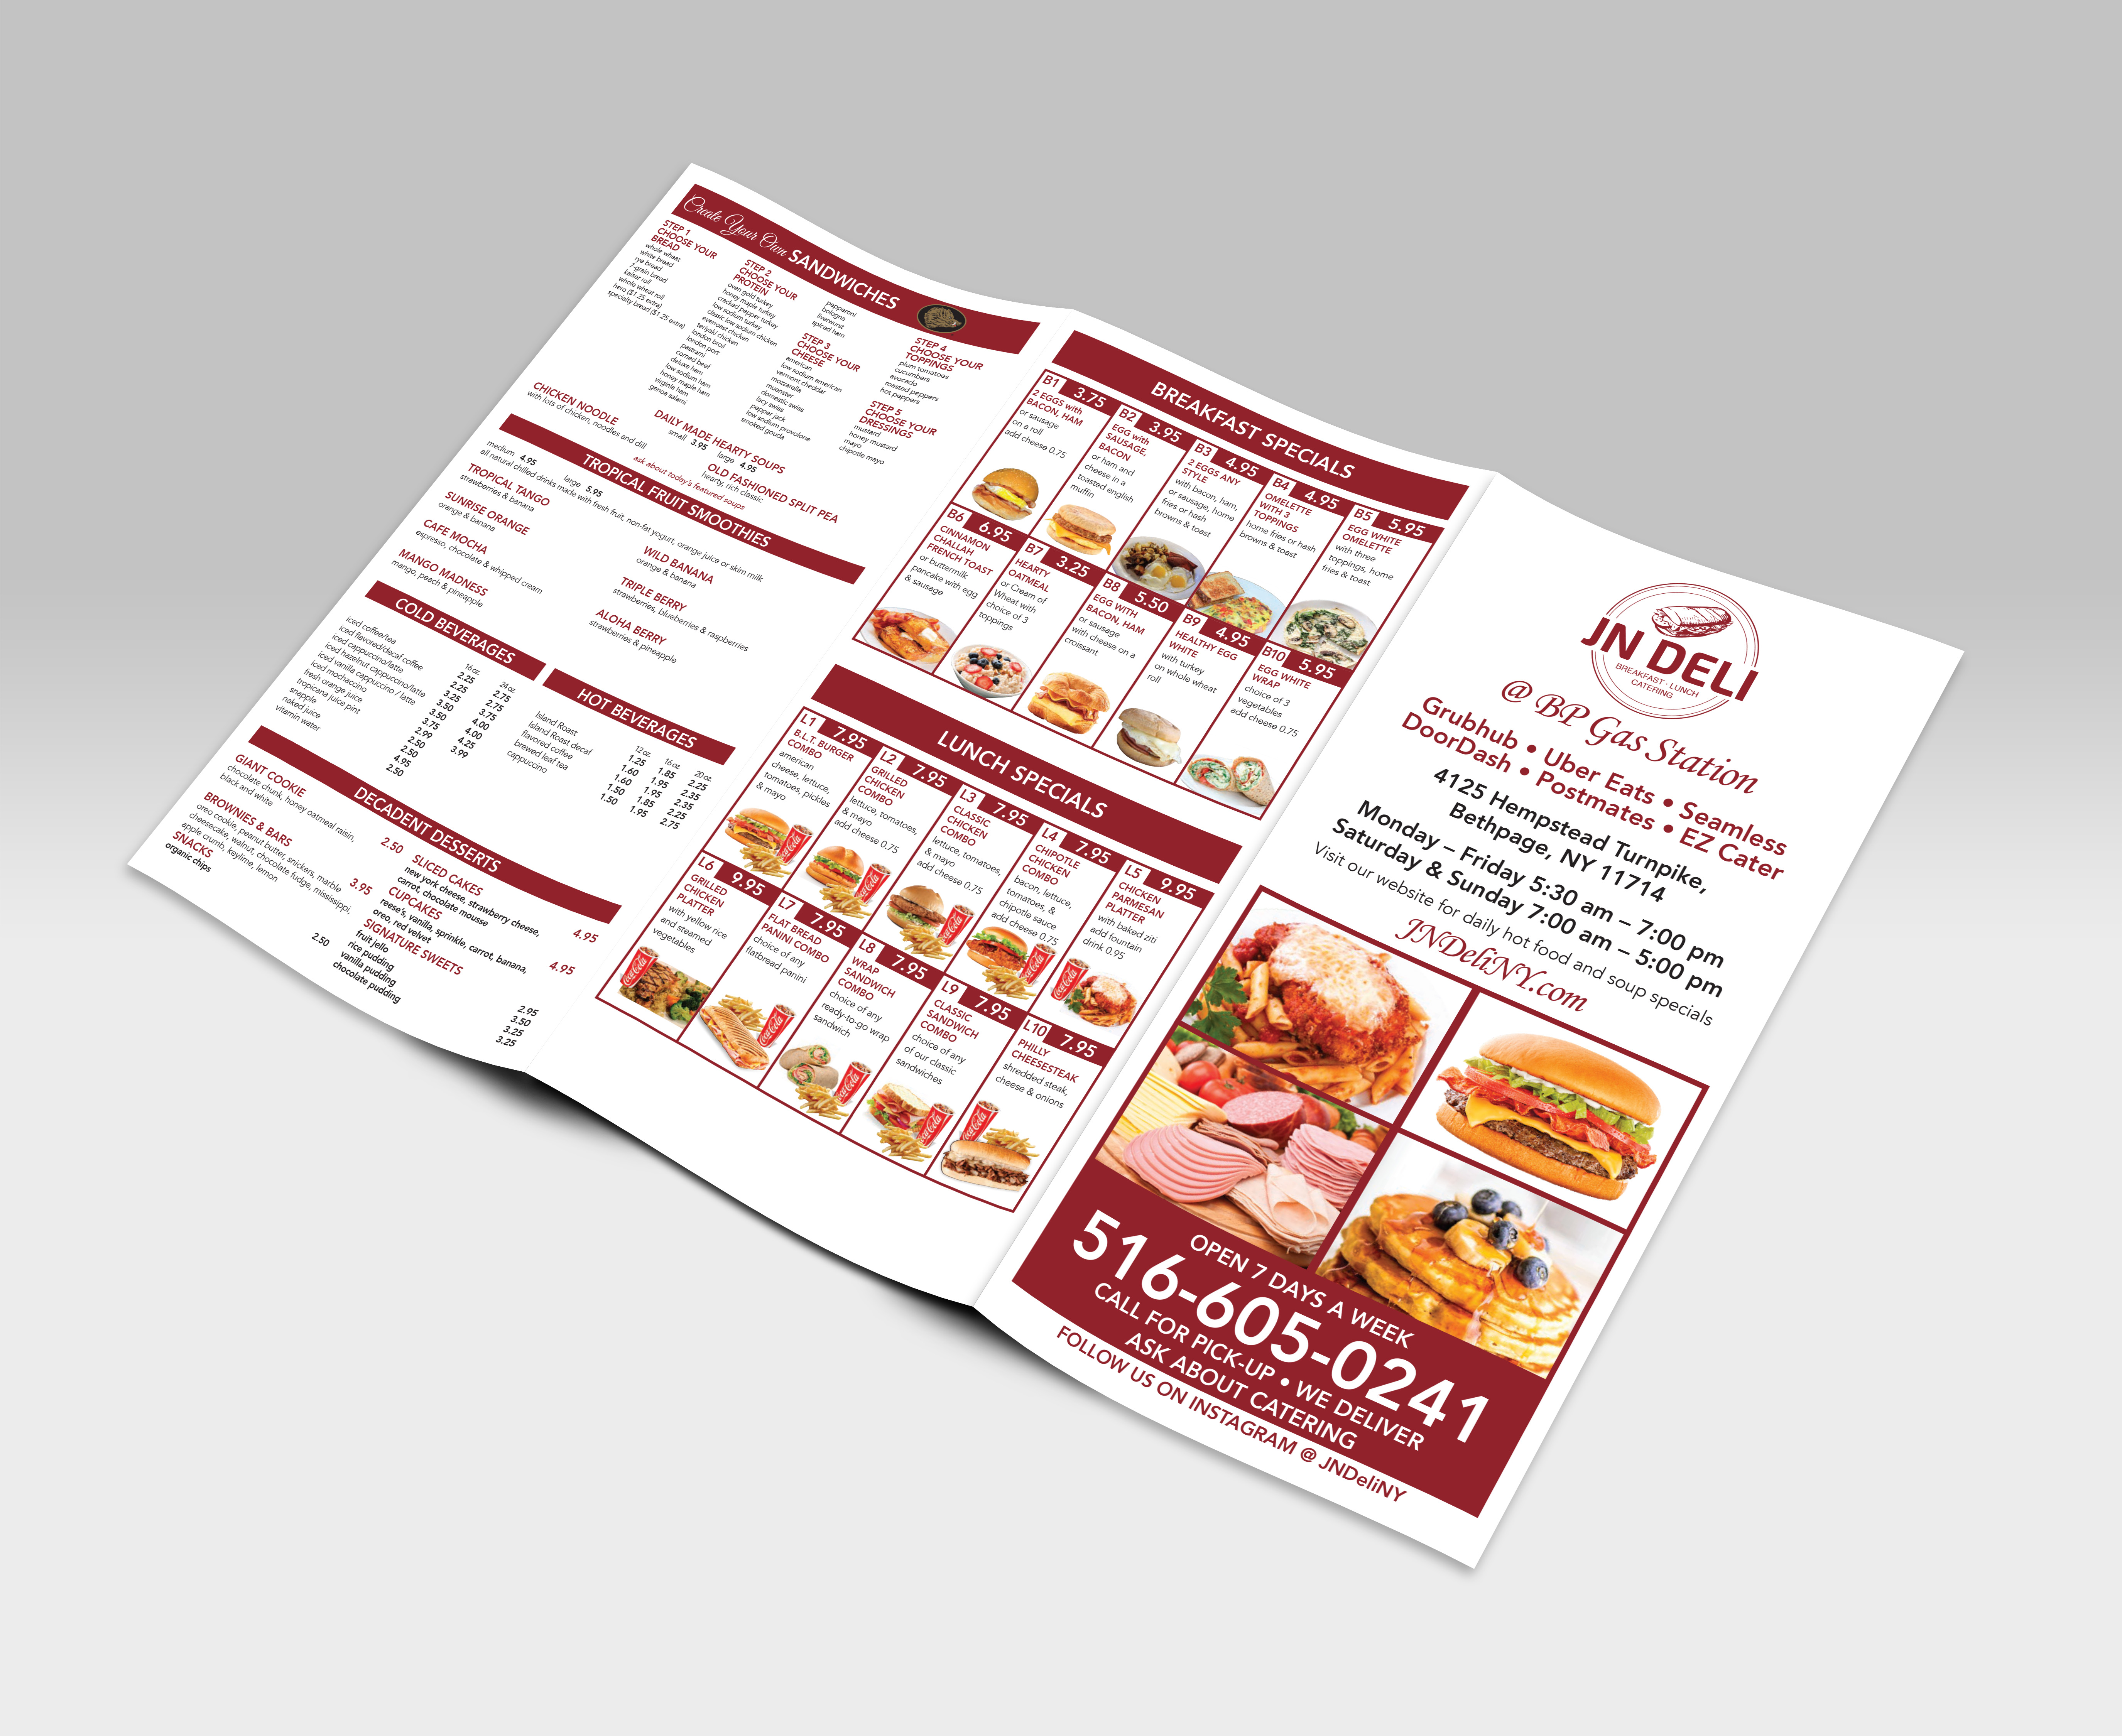 Create Your Own SANDWICHES
STEP 1
CHOOSE YOUR
BREAD
whole wheat
white bread
rye bread
7-grain bread
kaiser roll
whole wheat roll
hero ($1.25 extra)
specialty bread ($1.25 extra)
STEP 2
CHOOSE YOUR
PROTEIN
oven gold turkey
honey maple turkey
cracked pepper turkey
low sodium turkey
classic low sodium chicken
everroast chicken
teriyaki chicken
london broil
london port
pastrami
corned beef
deluxe ham
low sodium ham
honey maple ham
virginia ham
genoa salami
pepperoni
bologna
liverwurst
spiced ham
STEP 3
CHOOSE YOUR
CHEESE
american
low sodium american
vermont cheddar
mozzarella
muenster
domestic swiss
lacy swiss
pepper jack
low sodium provolone
smoked gouda
STEP 4
CHOOSE YOUR
TOPPINGS
plum tomatoes
cucumbers
avocado
roasted peppers
hot peppers
STEP 5
CHOOSE YOUR
DRESSINGS
mustard
honey mustard
mayo
chipotle mayo
DAILY MADE HEARTY SOUPS
small 3.95 large 4.95
CHICKEN NOODLE
with lots of chicken, noodles and dill
OLD FASHIONED SPLIT PEA
hearty, rich classic
ask about today's featured soups
TROPICAL FRUIT SMOOTHIES
medium 4.95 large 5.95
all natural chilled drinks made with fresh fruit, non-fat yogurt, orange juice or skim milk
TROPICAL TANGO
strawberries & banana
SUNRISE ORANGE
orange & banana
CAFE MOCHA
espresso, chocolate & whipped cream
MANGO MADNESS
mango, peach & pineapple
WILD BANANA
orange & banana
TRIPLE BERRY
strawberries, blueberries & raspberries
ALOHA BERRY
strawberries & pineapple
COLD BEVERAGES
16 oz. 24 oz.
iced coffee/tea 2.25 2.75
iced flavored/decaf coffee 2.25 2.75
iced cappuccino/latte 3.25 3.75
iced hazelnut cappuccino/latte 3.50 4.00
iced vanilla cappuccino / latte 3.50 4.00
iced mochaccino 3.75 4.25
fresh orange juice 2.99 3.99
tropicana juice pint 2.50
snapple 2.50
naked juice 4.95
vitamin water 2.50
HOT BEVERAGES
12 oz. 16 oz. 20 oz.
Island Roast 1.25 1.85 2.25
Island Roast decaf 1.60 1.95 2.35
flavored coffee 1.60 1.95 2.35
brewed leaf tea 1.50 1.85 2.25
cappuccino 1.50 1.95 2.75
DECADENT DESSERTS
GIANT COOKIE
chocolate chunk, honey oatmeal raisin,
black and white 2.50
BROWNIES & BARS
oreo cookie, peanut butter, snickers, marble
cheesecake, walnut, chocolate fudge, mississippi,
apple crumb, keylime, lemon 3.95
SNACKS
organic chips 2.50
SLICED CAKES
new york cheese, strawberry cheese,
carrot, chocolate mousse 4.95
CUPCAKES
reese's, vanilla, sprinkle, carrot, banana,
oreo, red velvet 4.95
SIGNATURE SWEETS
fruit jello 2.95
rice pudding 3.50
vanilla pudding 3.25
chocolate pudding 3.25
BREAKFAST SPECIALS
B1 3.75
2 EGGS with
BACON, HAM
or sausage
on a roll
add cheese 0.75
B2 3.95
EGG with
SAUSAGE,
BACON
or ham and
cheese in a
toasted english
muffin
B3 4.95
2 EGGS ANY
STYLE
with bacon, ham,
or sausage, home
fries or hash
browns & toast
B4 4.95
OMELETTE
WITH 3
TOPPINGS
home fries or hash
browns & toast
B5 5.95
EGG WHITE
OMELETTE
with three
toppings, home
fries & toast
B6 6.95
CINNAMON
CHALLAH
FRENCH TOAST
or buttermilk
pancake with egg
& sausage
B7 3.25
HEARTY
OATMEAL
or Cream of
Wheat with
choice of 3
toppings
B8 5.50
EGG WITH
BACON, HAM
or sausage
with cheese on a
croissant
B9 4.95
HEALTHY EGG
WHITE
with turkey
on whole wheat
roll
B10 5.95
EGG WHITE
WRAP
choice of 3
vegetables
add cheese 0.75
LUNCH SPECIALS
L1 7.95
B.L.T. BURGER
COMBO
american
cheese, lettuce,
tomatoes, pickles
& mayo
L2 7.95
GRILLED
CHICKEN
COMBO
lettuce, tomatoes,
& mayo
add cheese 0.75
L3 7.95
CLASSIC
CHICKEN
COMBO
lettuce, tomatoes,
& mayo
add cheese 0.75
L4 7.95
CHIPOTLE
CHICKEN
COMBO
bacon, lettuce,
tomatoes, &
chipotle sauce
add cheese 0.75
L5 9.95
CHICKEN
PARMESAN
PLATTER
with baked ziti
add fountain
drink 0.95
L6 9.95
GRILLED
CHICKEN
PLATTER
with yellow rice
and steamed
vegetables
L7 7.95
FLAT BREAD
PANINI COMBO
choice of any
flatbread panini
L8 7.95
WRAP
SANDWICH
COMBO
choice of any
ready-to-go wrap
sandwich
L9 7.95
CLASSIC
SANDWICH
COMBO
choice of any
of our classic
sandwiches
L10 7.95
PHILLY
CHEESESTEAK
shredded steak,
cheese & onions
JN DELI
BREAKFAST · LUNCH
CATERING
@ BP Gas Station
Grubhub • Uber Eats • Seamless
DoorDash • Postmates • EZ Cater
4125 Hempstead Turnpike,
Bethpage, NY 11714
Monday – Friday 5:30 am – 7:00 pm
Saturday & Sunday 7:00 am – 5:00 pm
Visit our website for daily hot food and soup specials
JNDeliNY.com
OPEN 7 DAYS A WEEK
516-605-0241
CALL FOR PICK-UP • WE DELIVER
ASK ABOUT CATERING
FOLLOW US ON INSTAGRAM @ JNDeliNY